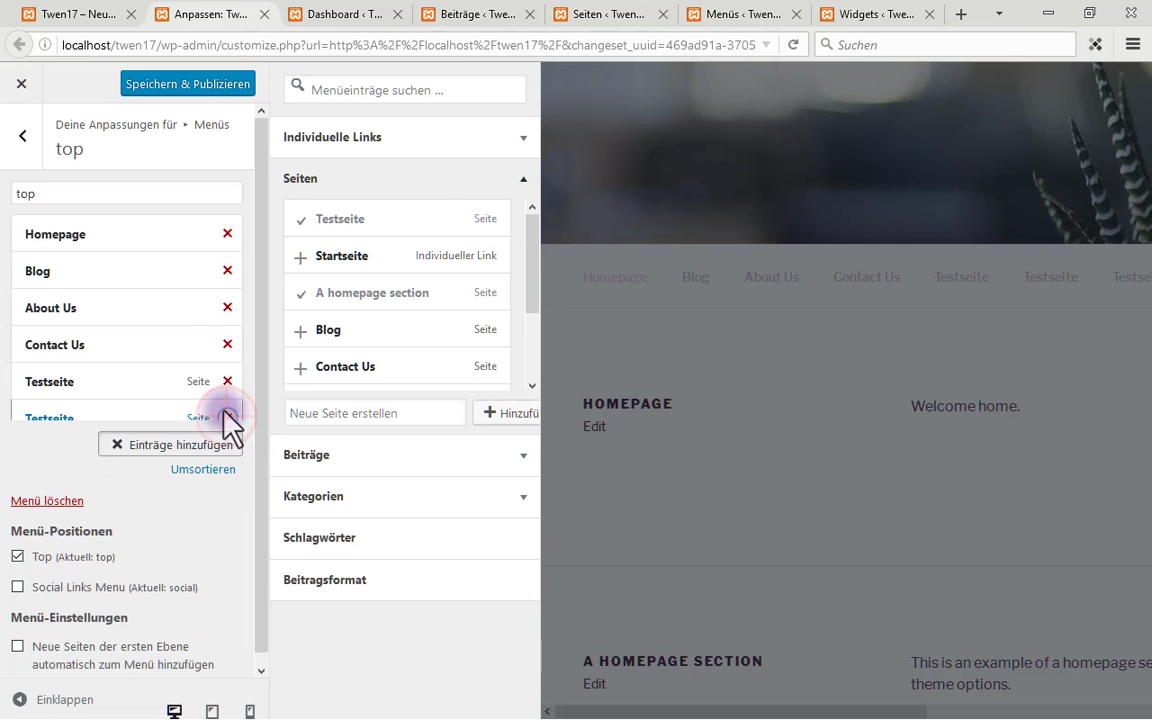 Twen17 – Neu...
Anpassen: Tw...
Dashboard ‹ T...
Beiträge ‹ Twen...
Seiten ‹ Twen...
Menüs ‹ Twen...
Widgets ‹ Twe...
localhost/twen17/wp-admin/customize.php?url=http%3A%2F%2Flocalhost%2Ftwen17%2F&changeset_uuid=469ad91a-3705
Suchen
Speichern & Publizieren
Deine Anpassungen für ▸ Menüs
top
top
Homepage
Blog
About Us
Contact Us
Testseite Seite
Testseite Seite
Einträge hinzufügen
Umsortieren
Menü löschen
Menü-Positionen
Top (Aktuell: top)
Social Links Menu (Aktuell: social)
Menü-Einstellungen
Neue Seiten der ersten Ebene
automatisch zum Menü hinzufügen
Einklappen
Menüeinträge suchen ...
Individuelle Links
Seiten
Testseite Seite
Startseite Individueller Link
A homepage section Seite
Blog Seite
Contact Us Seite
Neue Seite erstellen
Hinzufü
Beiträge
Kategorien
Schlagwörter
Beitragsformat
Homepage Blog About Us Contact Us Testseite Testseite Testse
HOMEPAGE
Edit
Welcome home.
A HOMEPAGE SECTION
Edit
This is an example of a homepage se
theme options.